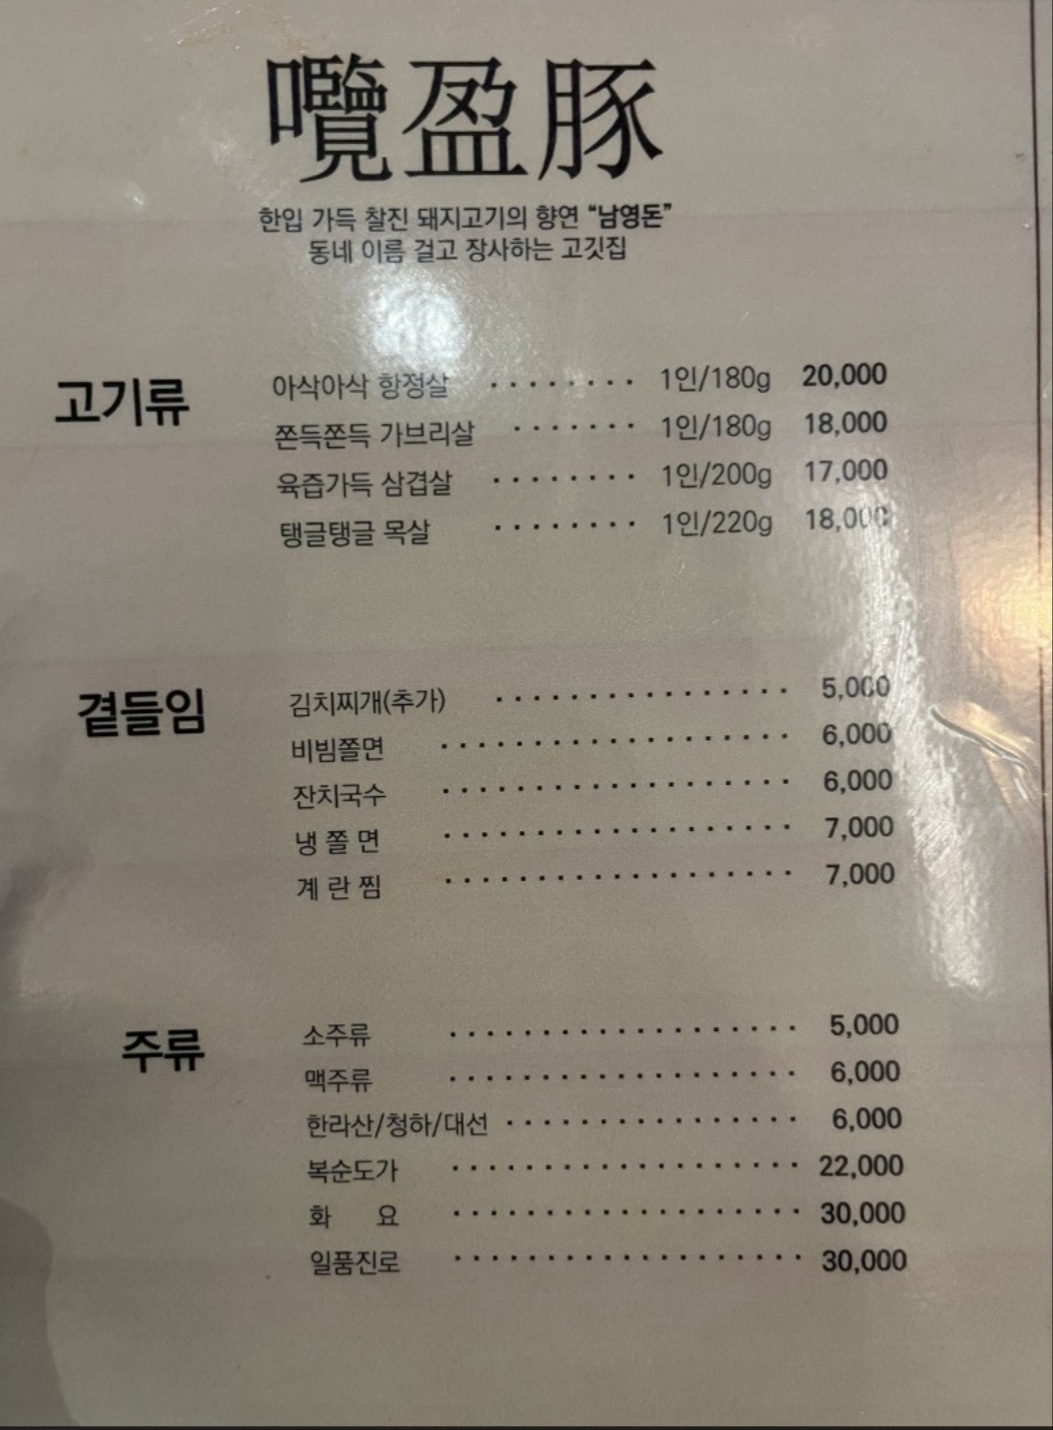 囕盈豚
한입 가득 찰진 돼지고기의 향연 “남영돈”
동네 이름 걸고 장사하는 고깃집
고기류
아삭아삭 항정살 ········ 1인/180g 20,000
쫀득쫀득 가브리살 ······· 1인/180g 18,000
육즙가득 삼겹살 ········ 1인/200g 17,000
탱글탱글 목살 ········ 1인/220g 18,000
곁들임
김치찌개(추가) ················ 5,000
비빔쫄면 ··················· 6,000
잔치국수 ··················· 6,000
냉 쫄 면 ··················· 7,000
계 란 찜 ··················· 7,000
주류
소주류 ··················· 5,000
맥주류 ··················· 6,000
한라산/청하/대선 ················ 6,000
복순도가 ··················· 22,000
화 요 ··················· 30,000
일품진로 ··················· 30,000